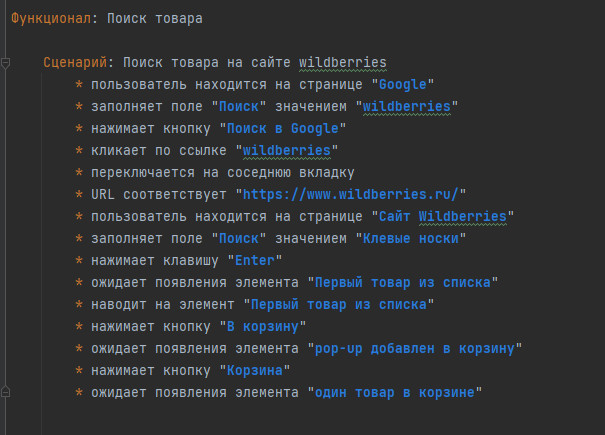 Функционал: Поиск товара
Сценарий: Поиск товара на сайте wildberries
* пользователь находится на странице "Google"
* заполняет поле "Поиск" значением "wildberries"
* нажимает кнопку "Поиск в Google"
* кликает по ссылке "wildberries"
* переключается на соседнюю вкладку
* URL соответствует "https://www.wildberries.ru/"
* пользователь находится на странице "Сайт Wildberries"
* заполняет поле "Поиск" значением "Клевые носки"
* нажимает клавишу "Enter"
* ожидает появления элемента "Первый товар из списка"
* наводит на элемент "Первый товар из списка"
* нажимает кнопку "В корзину"
* ожидает появления элемента "pop-up добавлен в корзину"
* нажимает кнопку "Корзина"
* ожидает появления элемента "один товар в корзине"